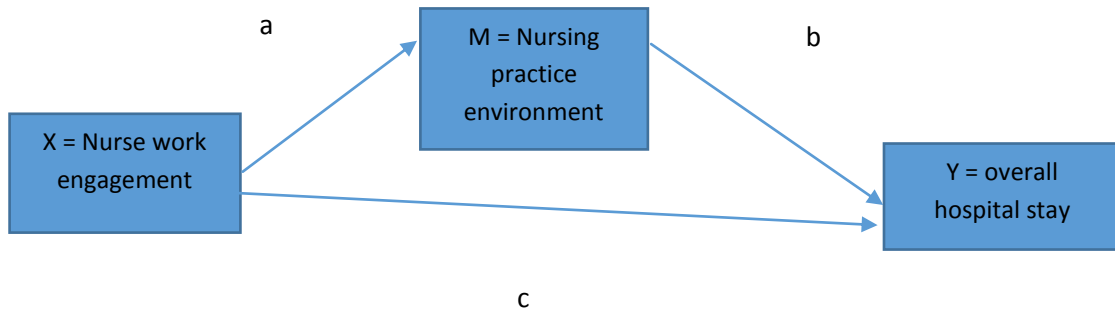 a
M = Nursing
practice
environment
b
X = Nurse work
engagement
Y = overall
hospital stay
c